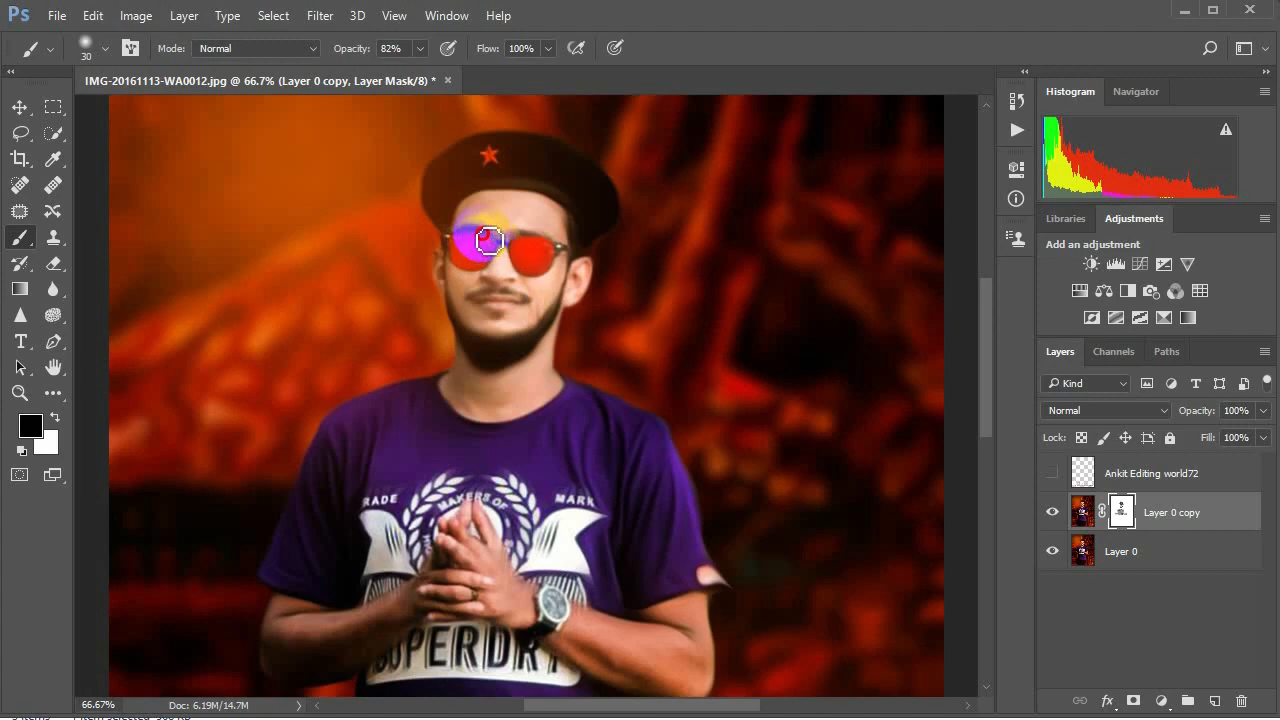 Ps File Edit Image Layer Type Select Filter 3D View Window Help
30 Mode: Normal Opacity: 82% Flow: 100%
IMG-20161113-WA0012.jpg @ 66.7% (Layer 0 copy, Layer Mask/8) * ×
Histogram Navigator
Libraries Adjustments
Add an adjustment
Layers Channels Paths
Kind
Normal Opacity: 100%
Lock: Fill: 100%
Ankit Editing world72
Layer 0 copy
Layer 0
MAKERS OF
RADE MARK
SUPERDRY
66.67% Doc: 6.19M/14.7M